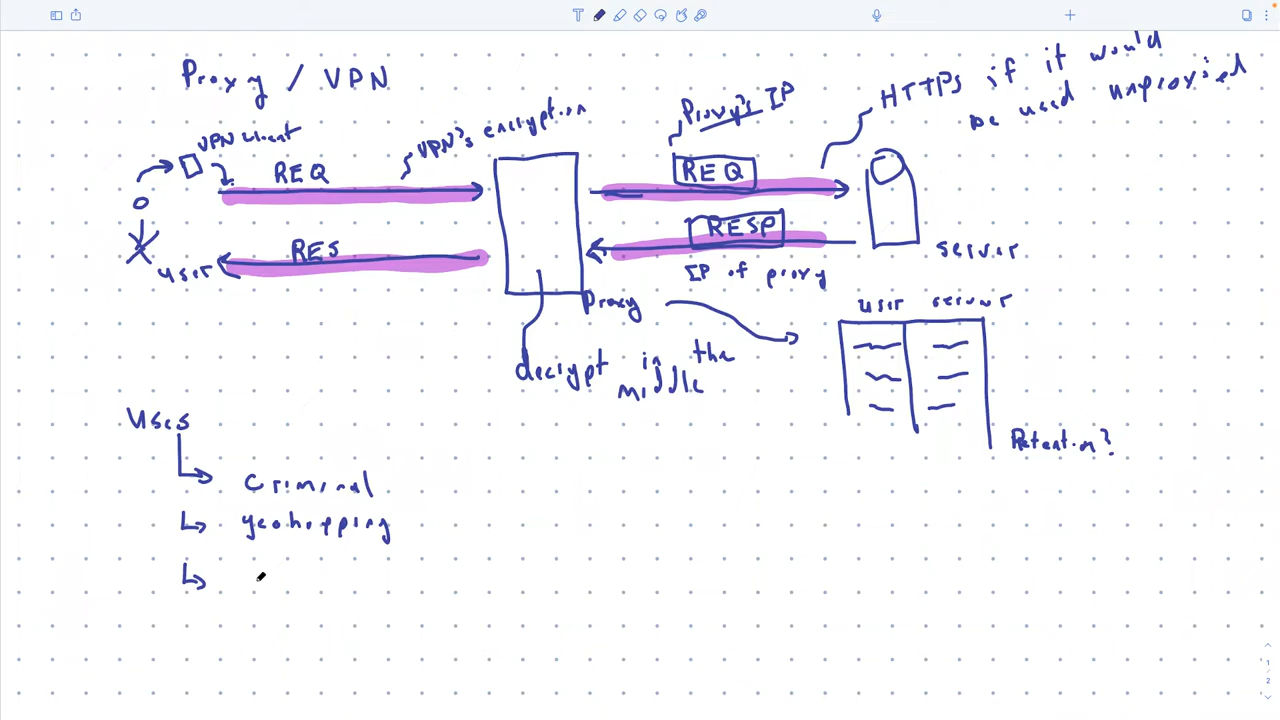 Proxy / VPN
HTTPS if it would
be used unproxied
Proxy's IP
VPN client
VPN's encryption
REQ
REQ
RES
RESP
user
server
IP of proxy
Proxy
user server
decrypt in the
middle
Retention?
Uses
criminal
geohopping